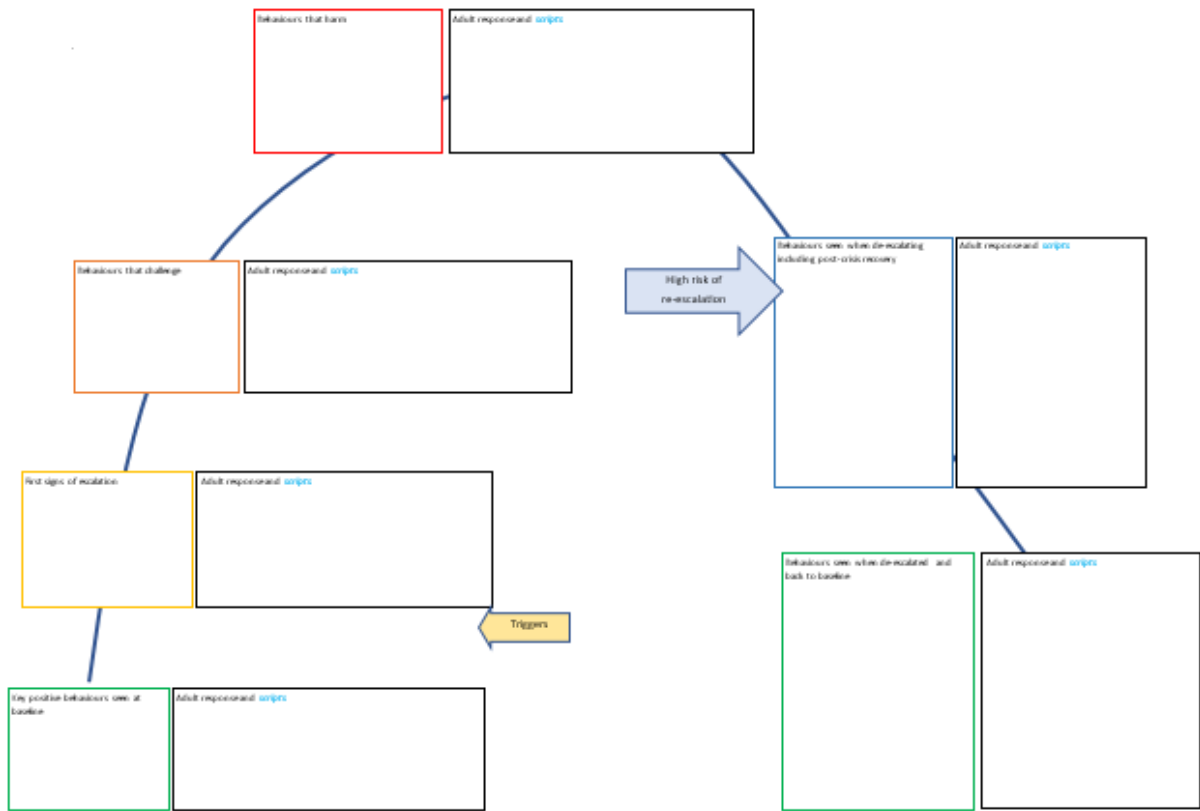 Behaviours that harm
Adult response and scripts
Behaviours that challenge
Adult response and scripts
High risk of
re-escalation
Behaviours seen when de-escalating
including post-crisis recovery
Adult response and scripts
First signs of escalation
Adult response and scripts
Triggers
Behaviours seen when de-escalated and
back to baseline
Adult response and scripts
Key positive behaviours seen at
baseline
Adult response and scripts